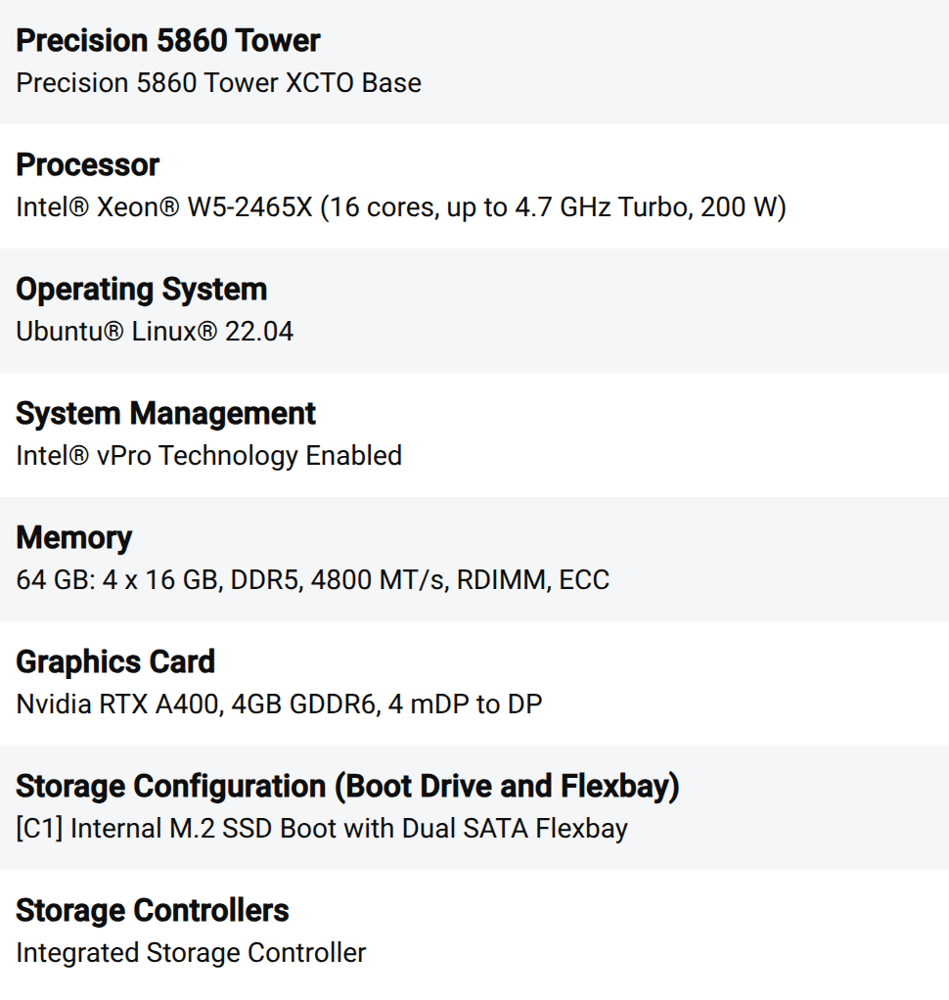 Precision 5860 Tower
Precision 5860 Tower XCTO Base
Processor
Intel® Xeon® W5-2465X (16 cores, up to 4.7 GHz Turbo, 200 W)
Operating System
Ubuntu® Linux® 22.04
System Management
Intel® vPro Technology Enabled
Memory
64 GB: 4 x 16 GB, DDR5, 4800 MT/s, RDIMM, ECC
Graphics Card
Nvidia RTX A400, 4GB GDDR6, 4 mDP to DP
Storage Configuration (Boot Drive and Flexbay)
[C1] Internal M.2 SSD Boot with Dual SATA Flexbay
Storage Controllers
Integrated Storage Controller